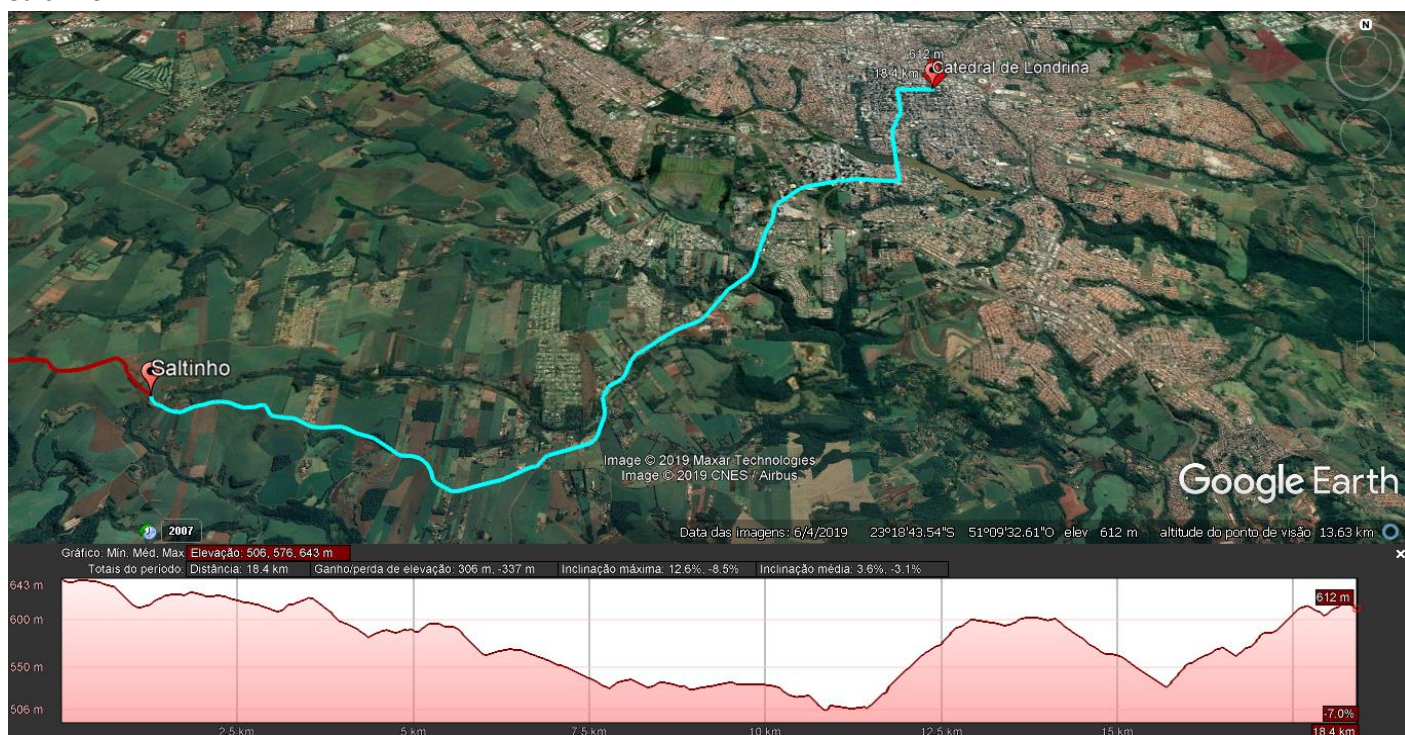 612 m
18.4 km
Catedral de Londrina
N
Saltinho
Image © 2019 Maxar Technologies
Image © 2019 CNES / Airbus
Google Earth
2007
Data das imagens: 6/4/2019 23°18'43.54"S 51°09'32.61"O elev 612 m altitude do ponto de visão 13.63 km
Gráfico: Mín. Méd, Max Elevação: 506, 576, 643 m
Totais do período: Distância: 18.4 km Ganho/perda de elevação: 306 m, -337 m Inclinação máxima: 12.6%, -8.5% Inclinação média: 3.6%, -3.1%
643 m
612 m
600 m
550 m
506 m
-7.0%
2.5 km 5 km 7.5 km 10 km 12.5 km 15 km 18.4 km